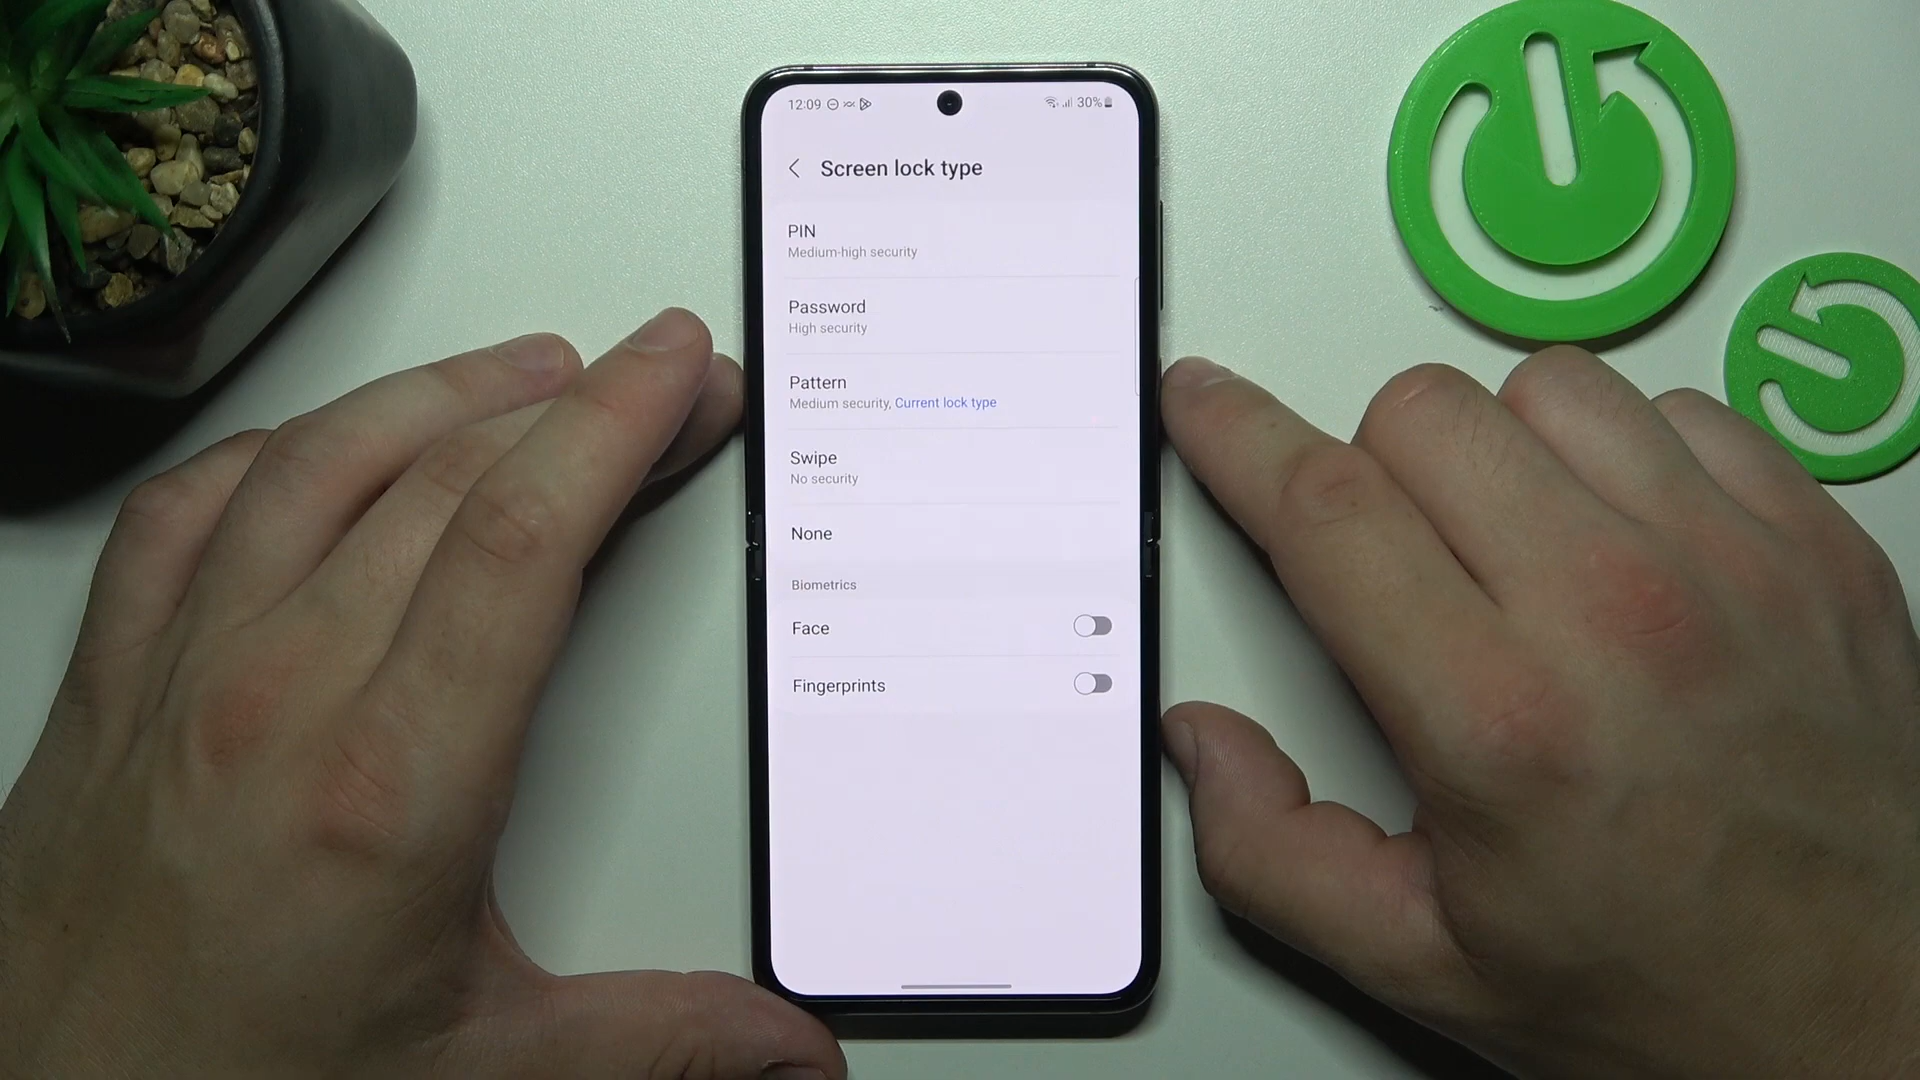 12:09 30%
Screen lock type
PIN
Medium-high security
Password
High security
Pattern
Medium security, Current lock type
Swipe
No security
None
Biometrics
Face
Fingerprints